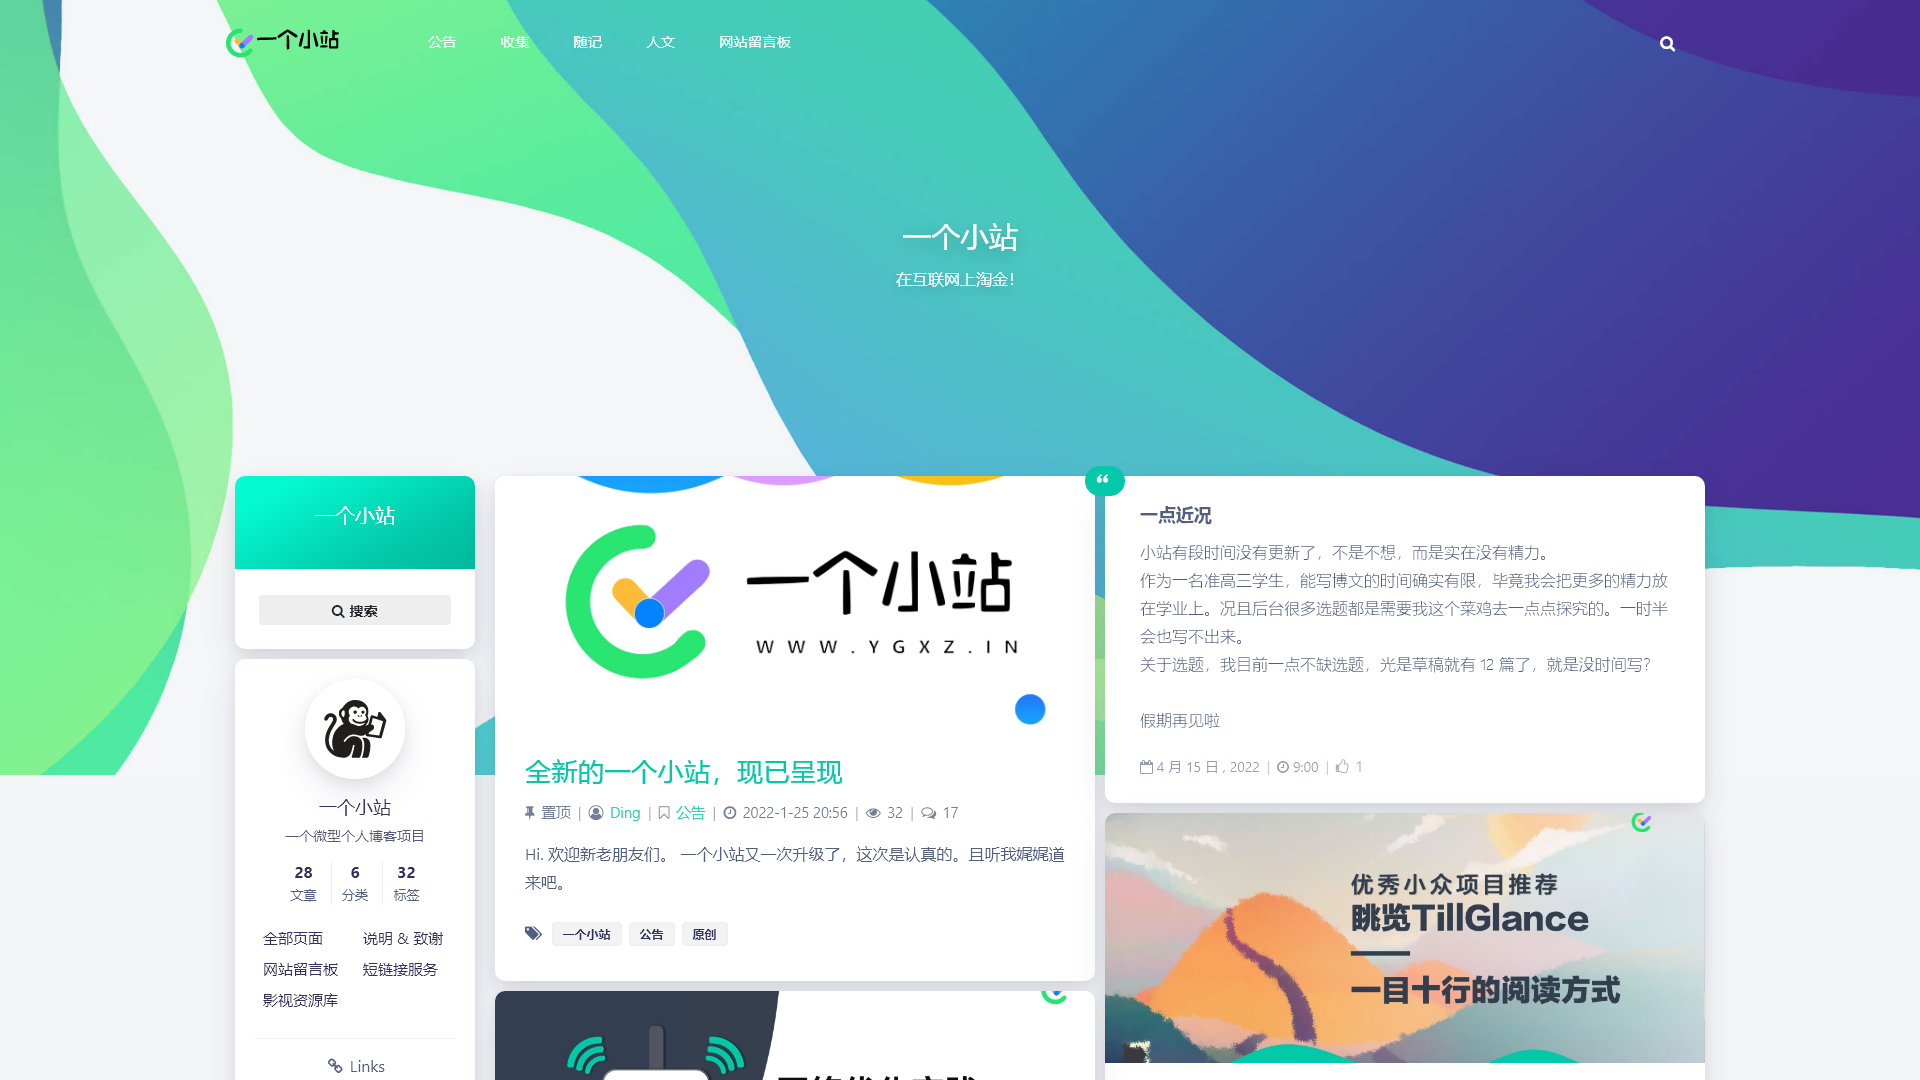 一个小站
公告
收集
随记
人文
网站留言板
一个小站
在互联网上淘金!
一个小站
搜索
一个小站
一个微型个人博客项目
28
文章
6
分类
32
标签
全部页面
说明 & 致谢
网站留言板
短链接服务
影视资源库
Links
一个小站
WWW.YGXZ.IN
全新的一个小站，现已呈现
置顶 | Ding | 公告 | 2022-1-25 20:56 | 32 | 17
Hi. 欢迎新老朋友们。 一个小站又一次升级了，这次是认真的。且听我娓娓道
来吧。
一个小站
公告
原创
一点近况
小站有段时间没有更新了，不是不想，而是实在没有精力。
作为一名准高三学生，能写博文的时间确实有限，毕竟我会把更多的精力放
在学业上。况且后台很多选题都是需要我这个菜鸡去一点点探究的。一时半
会也写不出来。
关于选题，我目前一点不缺选题，光是草稿就有 12 篇了，就是没时间写?
假期再见啦
4 月 15 日 , 2022 | 9:00 | 1
优秀小众项目推荐
眺览TillGlance
一目十行的阅读方式